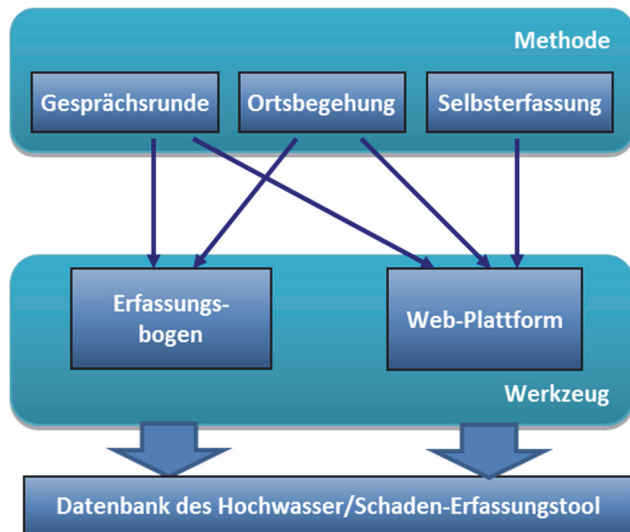 Methode
Gesprächsrunde Ortsbegehung Selbsterfassung
Erfassungs-
bogen
Web-Plattform
Werkzeug
Datenbank des Hochwasser/Schaden-Erfassungstool